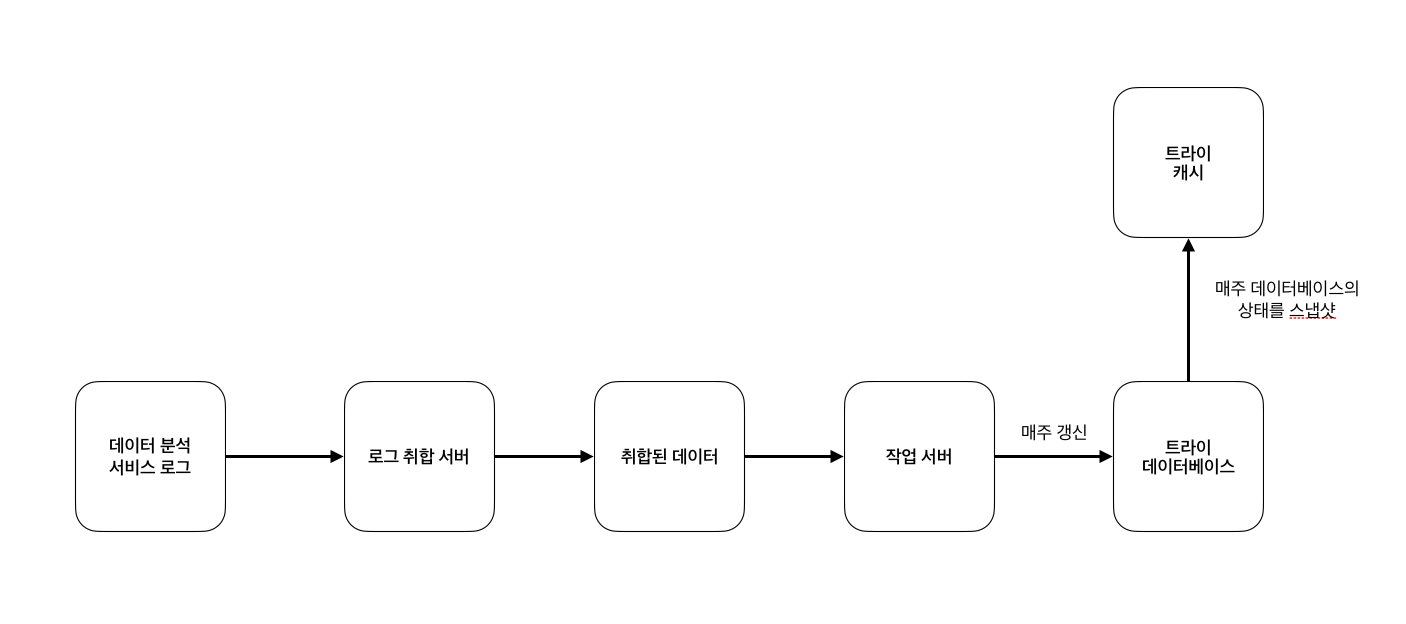 트라이
캐시
매주 데이터베이스의
상태를 스냅샷
데이터 분석
서비스 로그
로그 취합 서버
취합된 데이터
작업 서버
매주 갱신
트라이
데이터베이스